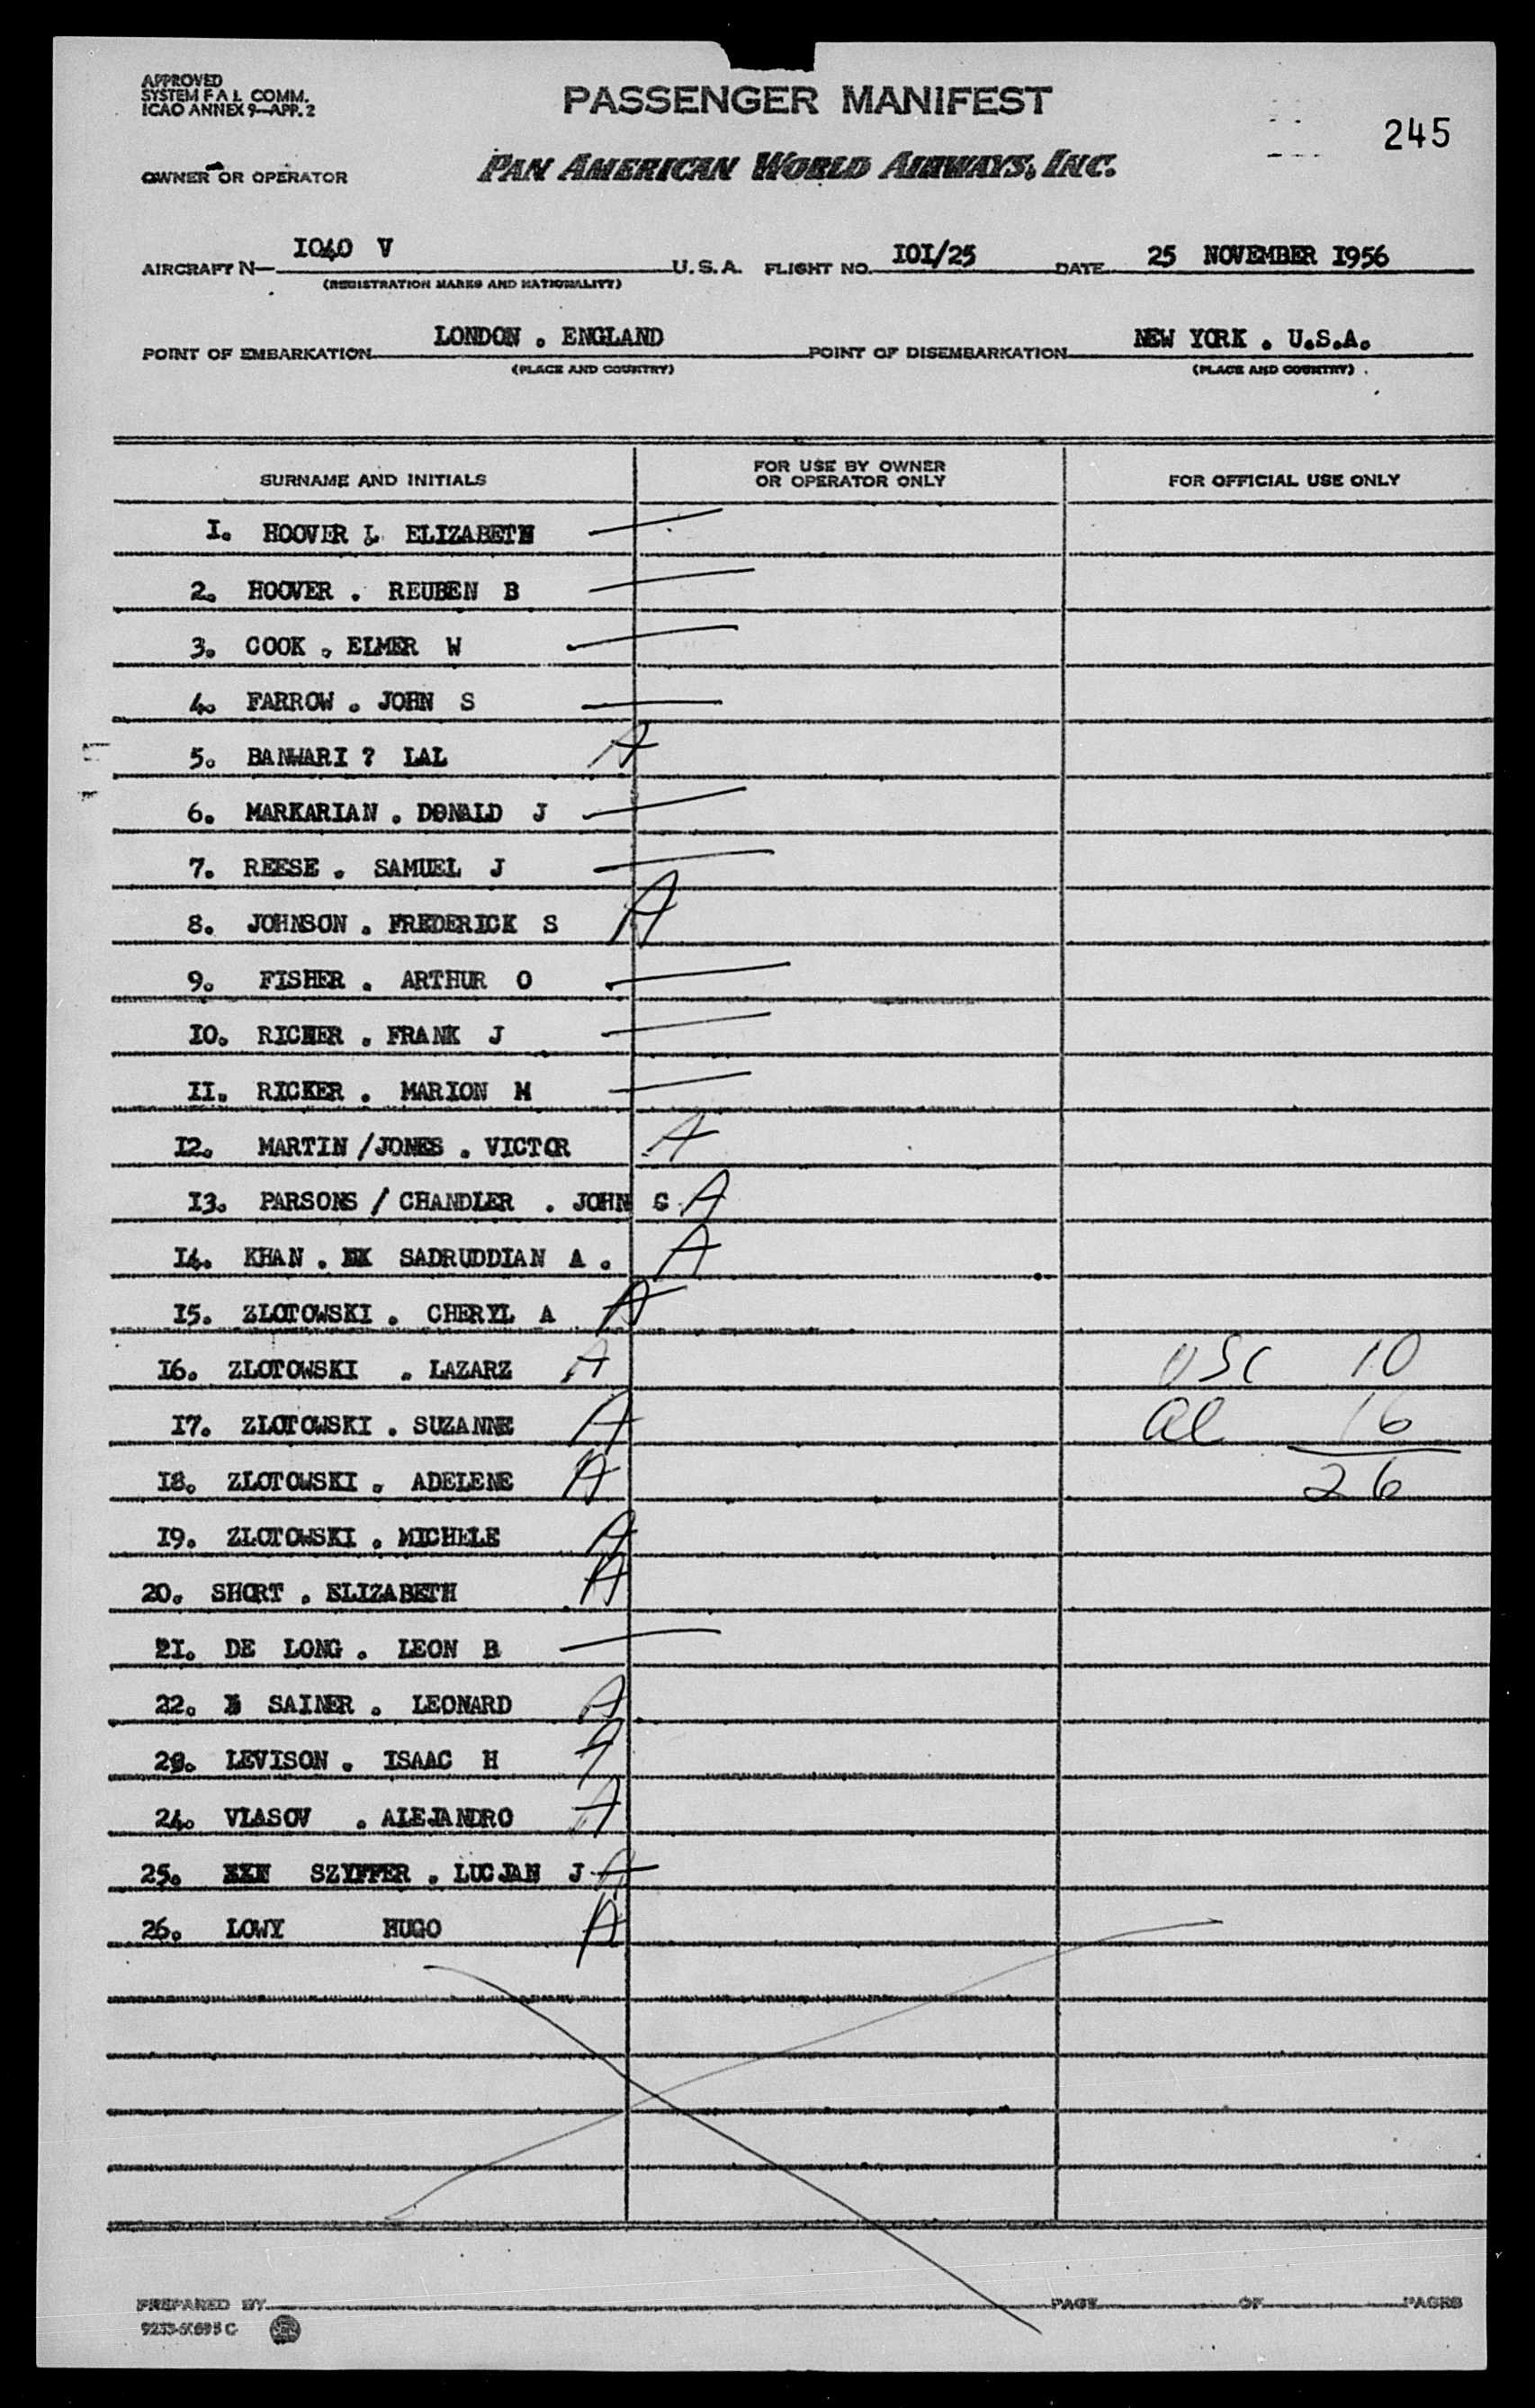 APPROVED
SYSTEM F A L COMM.
ICAO ANNEX 9—APP. 2
PASSENGER MANIFEST
245
OWNER OR OPERATOR
PAN AMERICAN WORLD AIRWAYS, INC.
AIRCRAFT N— I040 V U.S.A. FLIGHT NO. I0I/25 DATE 25 NOVEMBER I956
(REGISTRATION MARKS AND NATIONALITY)
POINT OF EMBARKATION LONDON . ENGLAND POINT OF DISEMBARKATION NEW YORK . U.S.A.
(PLACE AND COUNTRY) (PLACE AND COUNTRY)
SURNAME AND INITIALS FOR USE BY OWNER OR OPERATOR ONLY FOR OFFICIAL USE ONLY
I. HOOVER L ELIZABETH —
2. HOOVER . REUBEN B —
3. COOK . ELMER W —
4. FARROW . JOHN S —
5. BANWARI ? LAL A
6. MARKARIAN . DONALD J —
7. REESE . SAMUEL J —
8. JOHNSON . FREDERICK S A
9. FISHER . ARTHUR O —
I0. RICHER . FRANK J —
II. RICKER . MARION M —
I2. MARTIN / JONES . VICTOR A
I3. PARSONS / CHANDLER . JOHN G A
I4. KHAN . SADRUDDIAN A . A
I5. ZLOTOWSKI . CHERYL A A
I6. ZLOTOWSKI . LAZARZ A USC 10
I7. ZLOTOWSKI . SUZANNE A al 16
I8. ZLOTOWSKI . ADELENE A 26
I9. ZLOTOWSKI . MICHELE A
20. SHORT . ELIZABETH A
2I. DE LONG . LEON B —
22. SAINER . LEONARD A
23. LEVISON . ISAAC H A
24. VLASOV . ALEJANDRO A
25. SZYFFER . LUCJAN J A
26. LOWY HUGO A
PREPARED BY PAGE OF PAGES